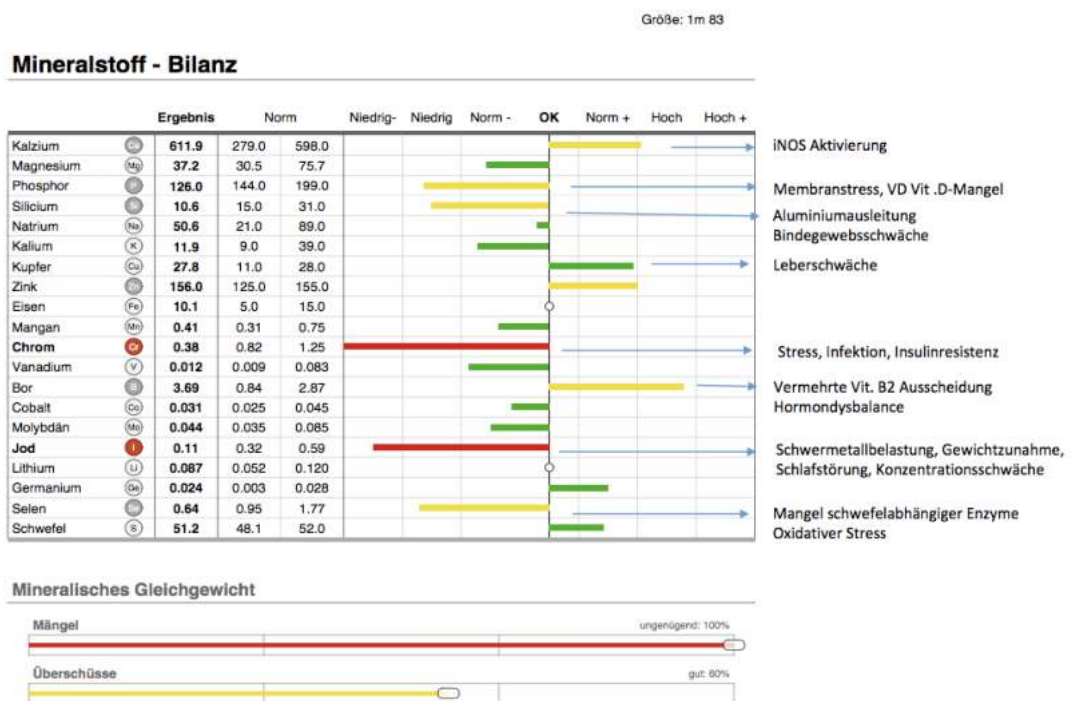 Größe: 1m 83
Mineralstoff - Bilanz
Ergebnis Norm Niedrig- Niedrig Norm - OK Norm + Hoch Hoch +
Kalzium 611.9 279.0 598.0 iNOS Aktivierung
Magnesium Mg 37.2 30.5 75.7
Phosphor P 126.0 144.0 199.0 Membranstress, VD Vit .D-Mangel
Silicium 10.6 15.0 31.0 Aluminiumausleitung
Bindegewebsschwäche
Natrium Na 50.6 21.0 89.0
Kalium K 11.9 9.0 39.0
Kupfer Cu 27.8 11.0 28.0 Leberschwäche
Zink Zn 156.0 125.0 155.0
Eisen Fe 10.1 5.0 15.0
Mangan Mn 0.41 0.31 0.75
Chrom Cr 0.38 0.82 1.25 Stress, Infektion, Insulinresistenz
Vanadium V 0.012 0.009 0.083
Bor B 3.69 0.84 2.87 Vermehrte Vit. B2 Ausscheidung
Hormondysbalance
Cobalt Co 0.031 0.025 0.045
Molybdän Mo 0.044 0.035 0.085
Jod I 0.11 0.32 0.59 Schwermetallbelastung, Gewichtzunahme,
Schlafstörung, Konzentrationsschwäche
Lithium Li 0.087 0.052 0.120
Germanium Ge 0.024 0.003 0.028
Selen Se 0.64 0.95 1.77 Mangel schwefelabhängiger Enzyme
Oxidativer Stress
Schwefel S 51.2 48.1 52.0
Mineralisches Gleichgewicht
Mängel ungenügend: 100%
Überschüsse gut: 60%